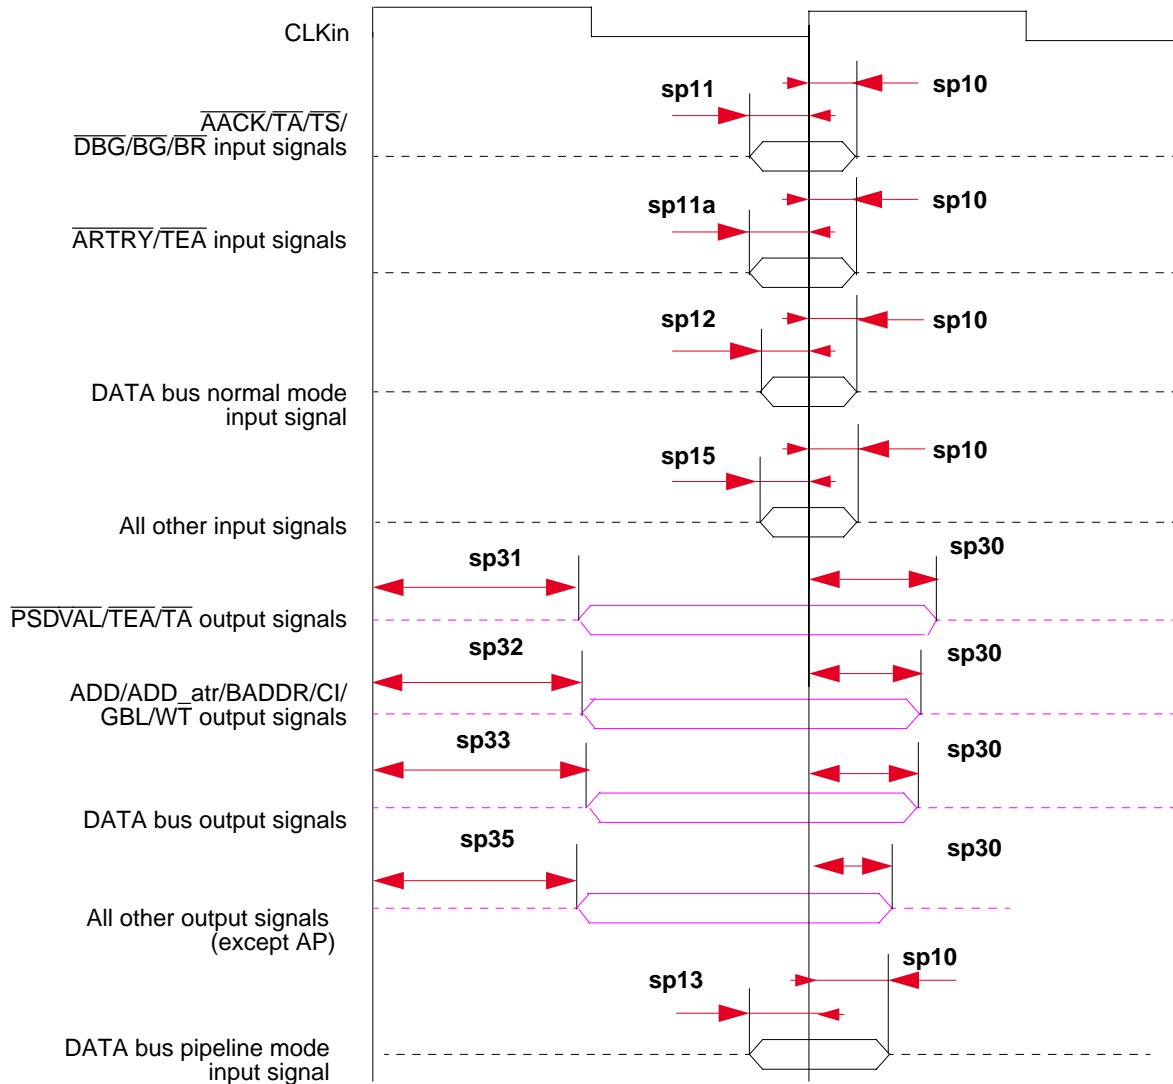 CLKin
sp11
sp10
AACK/TA/TS/
DBG/BG/BR input signals
sp11a
sp10
ARTRY/TEA input signals
sp12
sp10
DATA bus normal mode
input signal
sp15
sp10
All other input signals
sp31
sp30
PSDVAL/TEA/TA output signals
sp32
sp30
ADD/ADD_atr/BADDR/CI/
GBL/WT output signals
sp33
sp30
DATA bus output signals
sp35
sp30
All other output signals
(except AP)
sp13
sp10
DATA bus pipeline mode
input signal